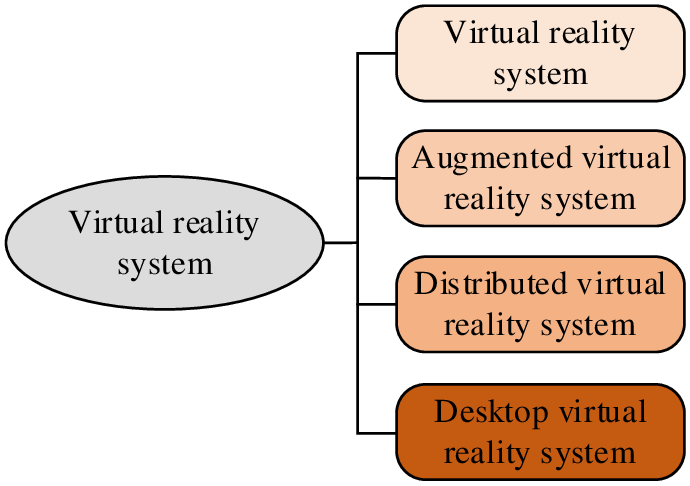 Virtual reality
system
Virtual reality
system
Augmented virtual
reality system
Distributed virtual
reality system
Desktop virtual
reality system